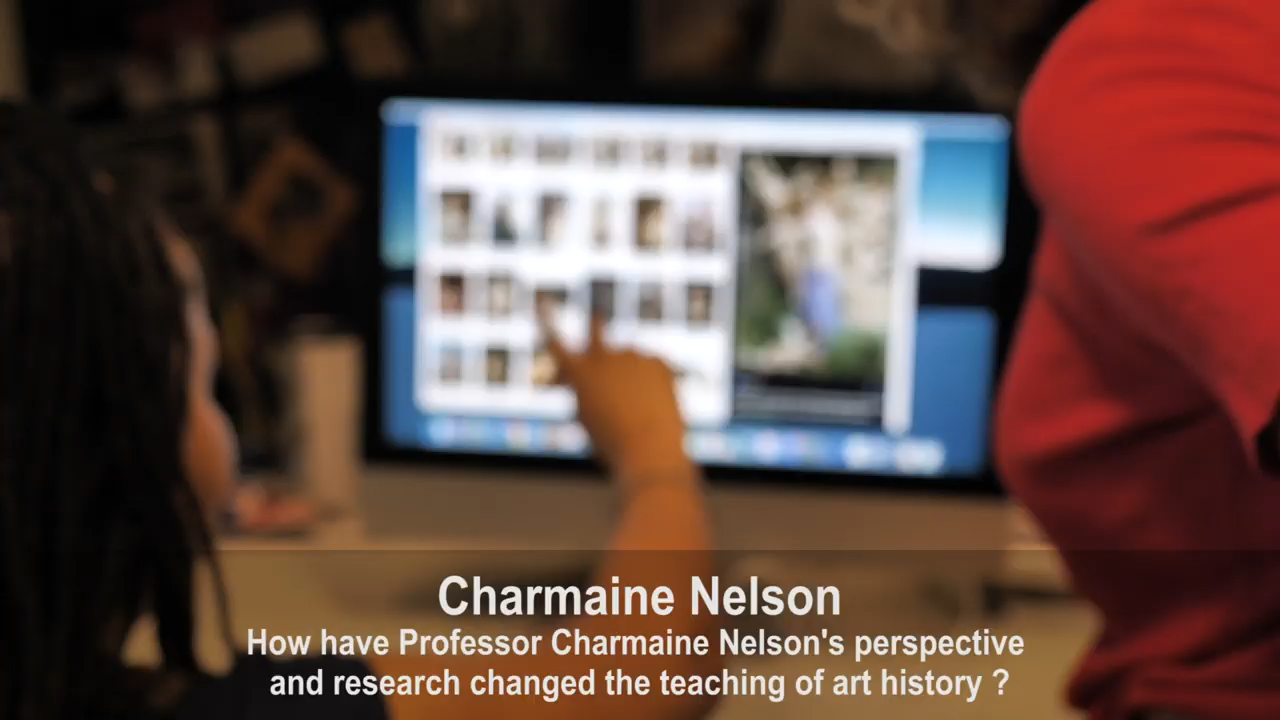 Charmaine Nelson
How have Professor Charmaine Nelson's perspective
and research changed the teaching of art history ?